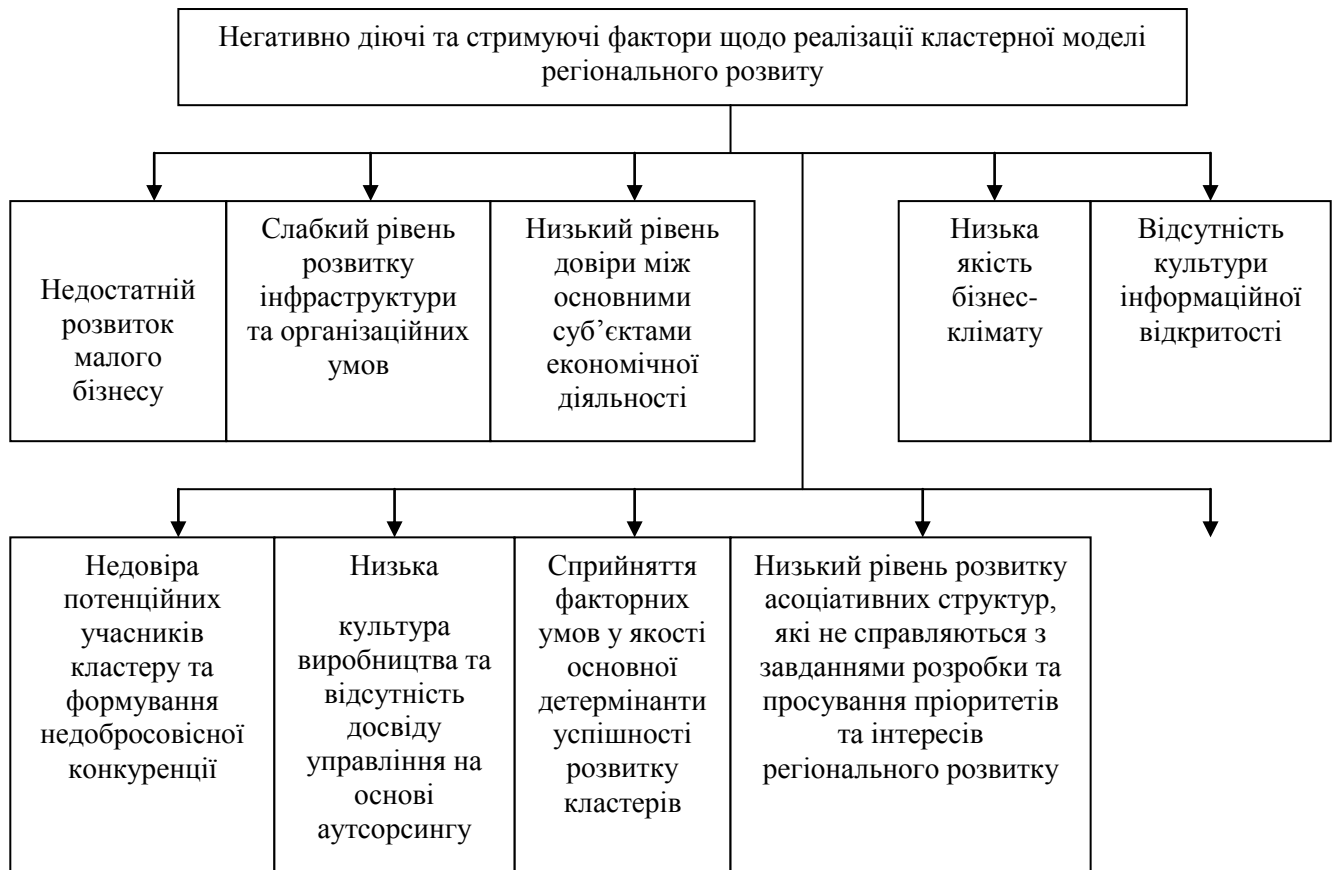 Негативно діючі та стримуючі фактори щодо реалізації кластерної моделі
регіонального розвиту
Недостатній
розвиток
малого
бізнесу
Слабкий рівень
розвитку
інфраструктури
та організаційних
умов
Низький рівень
довіри між
основними
суб’єктами
економічної
діяльності
Низька
якість
бізнес-
клімату
Відсутність
культури
інформаційної
відкритості
Недовіра
потенційних
учасників
кластеру та
формування
недобросовісної
конкуренції
Низька
культура
виробництва та
відсутність
досвіду
управління на
основі
аутсорсингу
Сприйняття
факторних
умов у якості
основної
детермінанти
успішності
розвитку
кластерів
Низький рівень розвитку
асоціативних структур,
які не справляються з
завданнями розробки та
просування пріоритетів
та інтересів
регіонального розвитку